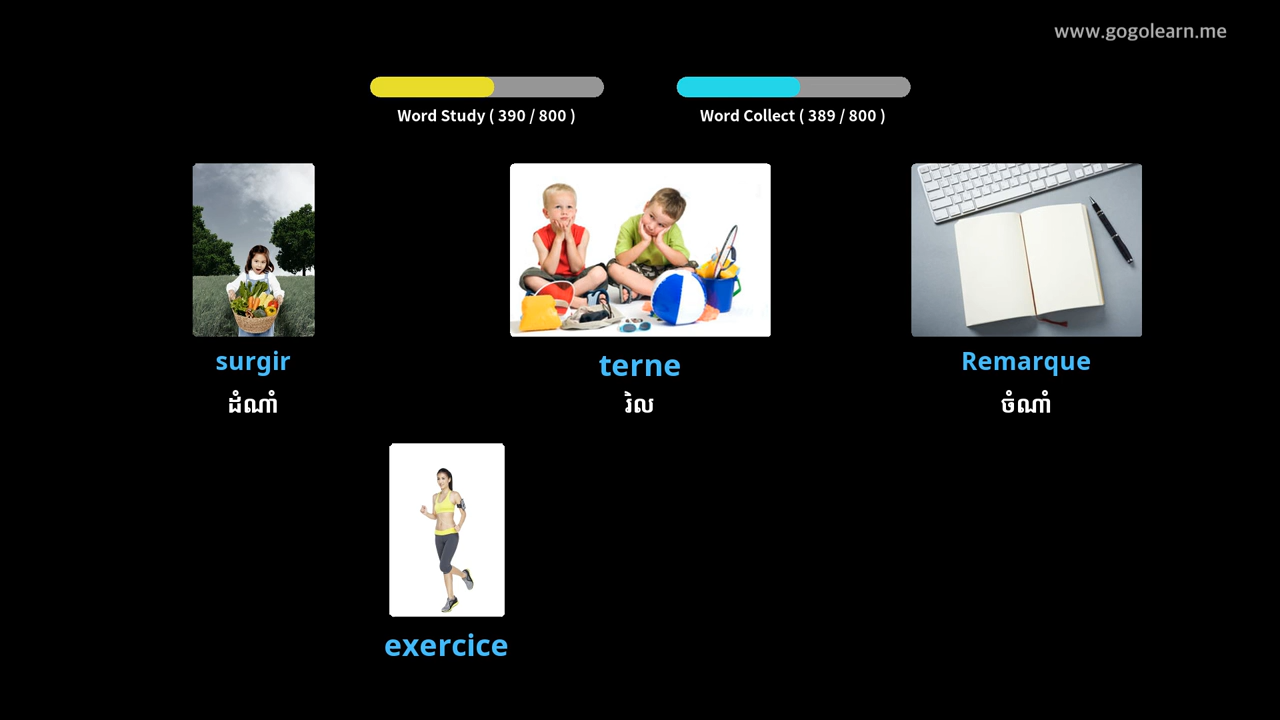 www.gogolearn.me
Word Study ( 390 / 800 )
Word Collect ( 389 / 800 )
surgir
terne
Remarque
ដំណាំ
រិល
ចំណាំ
exercice